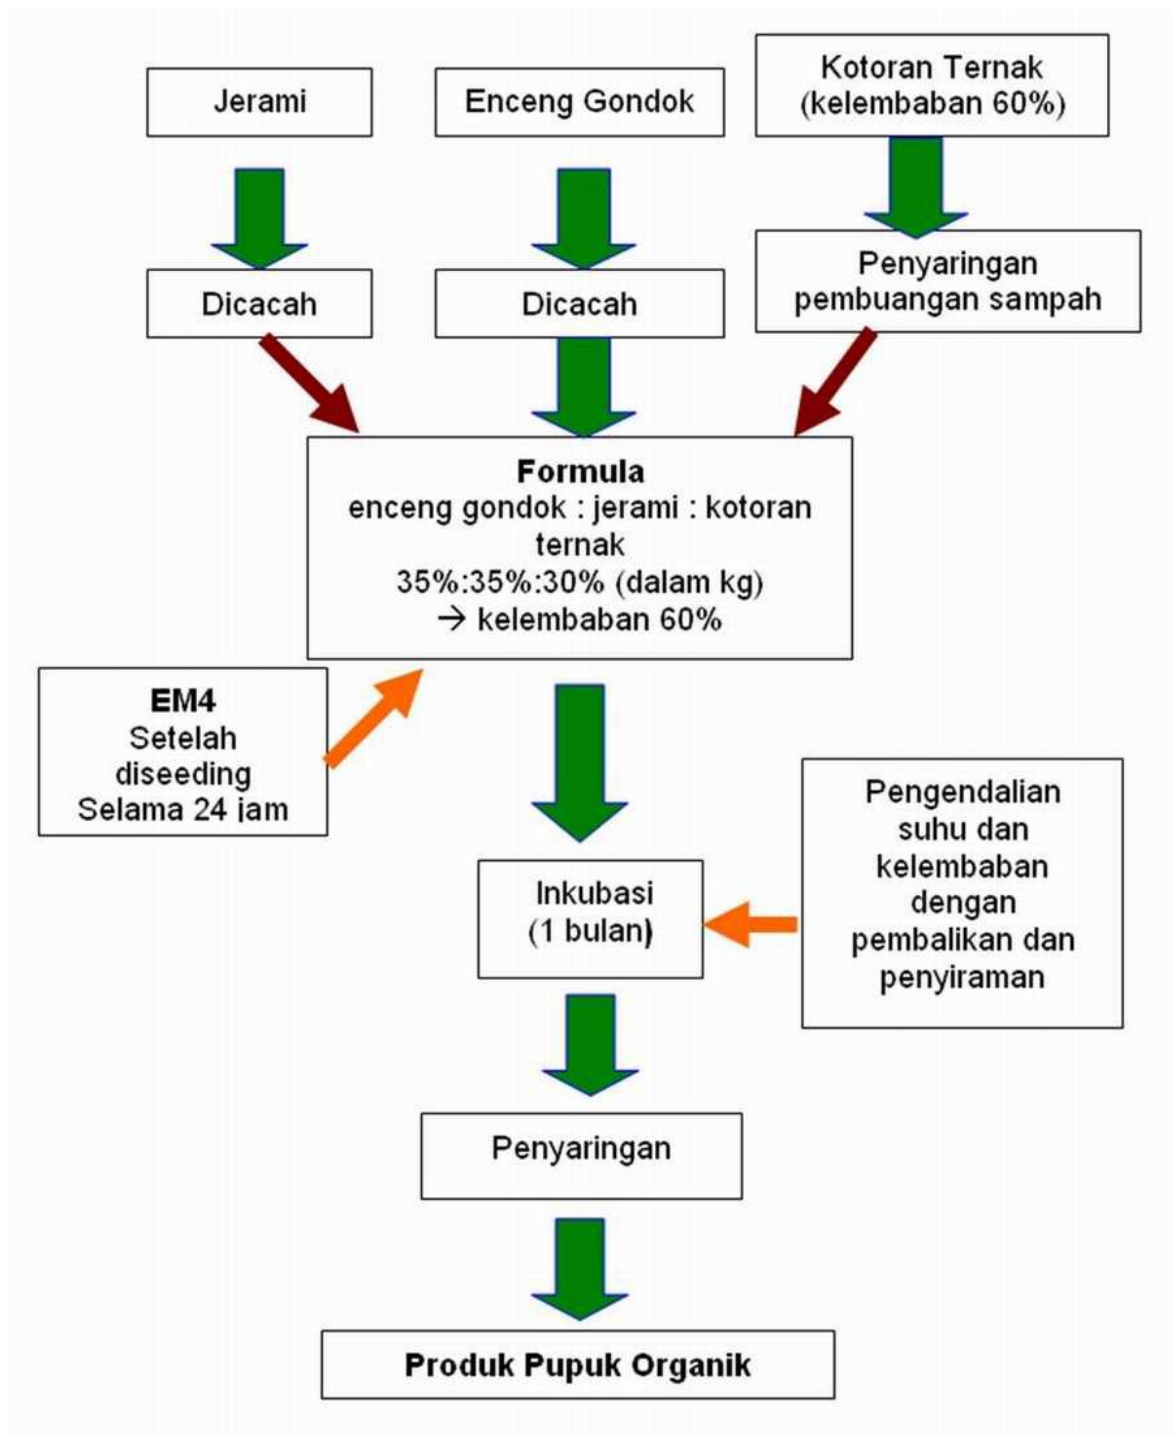 Jerami
Enceng Gondok
Kotoran Ternak
(kelembaban 60%)
Dicacah
Dicacah
Penyaringan
pembuangan sampah
Formula
enceng gondok : jerami : kotoran
ternak
35%:35%:30% (dalam kg)
→ kelembaban 60%
EM4
Setelah
diseeding
Selama 24 jam
Pengendalian
suhu dan
kelembaban
dengan
pembalikan dan
penyiraman
Inkubasi
(1 bulan)
Penyaringan
Produk Pupuk Organik